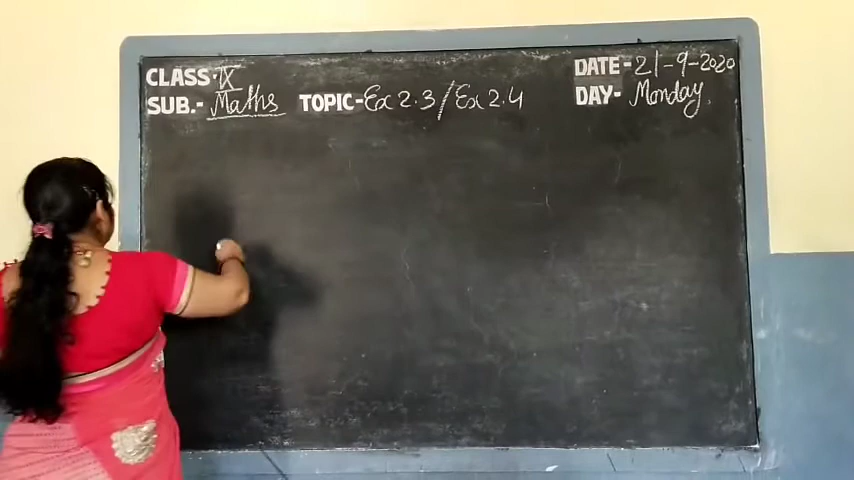 CLASS - IX
DATE - 21-9-2020
SUB. - Maths TOPIC - Ex 2.3 / Ex 2.4
DAY - Monday